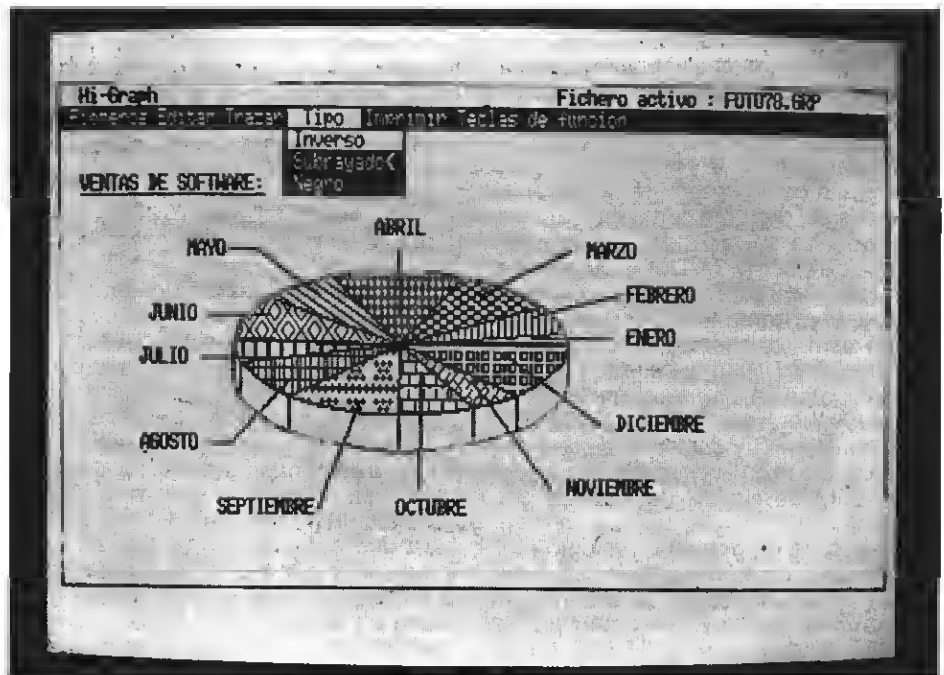 Hi-Graph Fichero activo : FOTO78.GRP
Elements Editar Trazar Tipo Imprimir Teclas de funcion
Inverso
Subrayado<
Negro
VENTAS DE SOFTWARE:
ABRIL
MAYO
MARZO
FEBRERO
JUNIO
ENERO
JULIO
DICIEMBRE
AGOSTO
NOVIEMBRE
SEPTIEMBRE
OCTUBRE